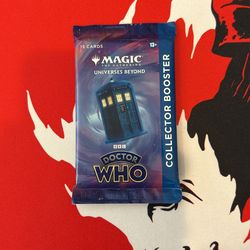 15 CARDS
13+
MAGIC
THE GATHERING
UNIVERSES BEYOND
BBC
DOCTOR
WHO
COLLECTOR BOOSTER